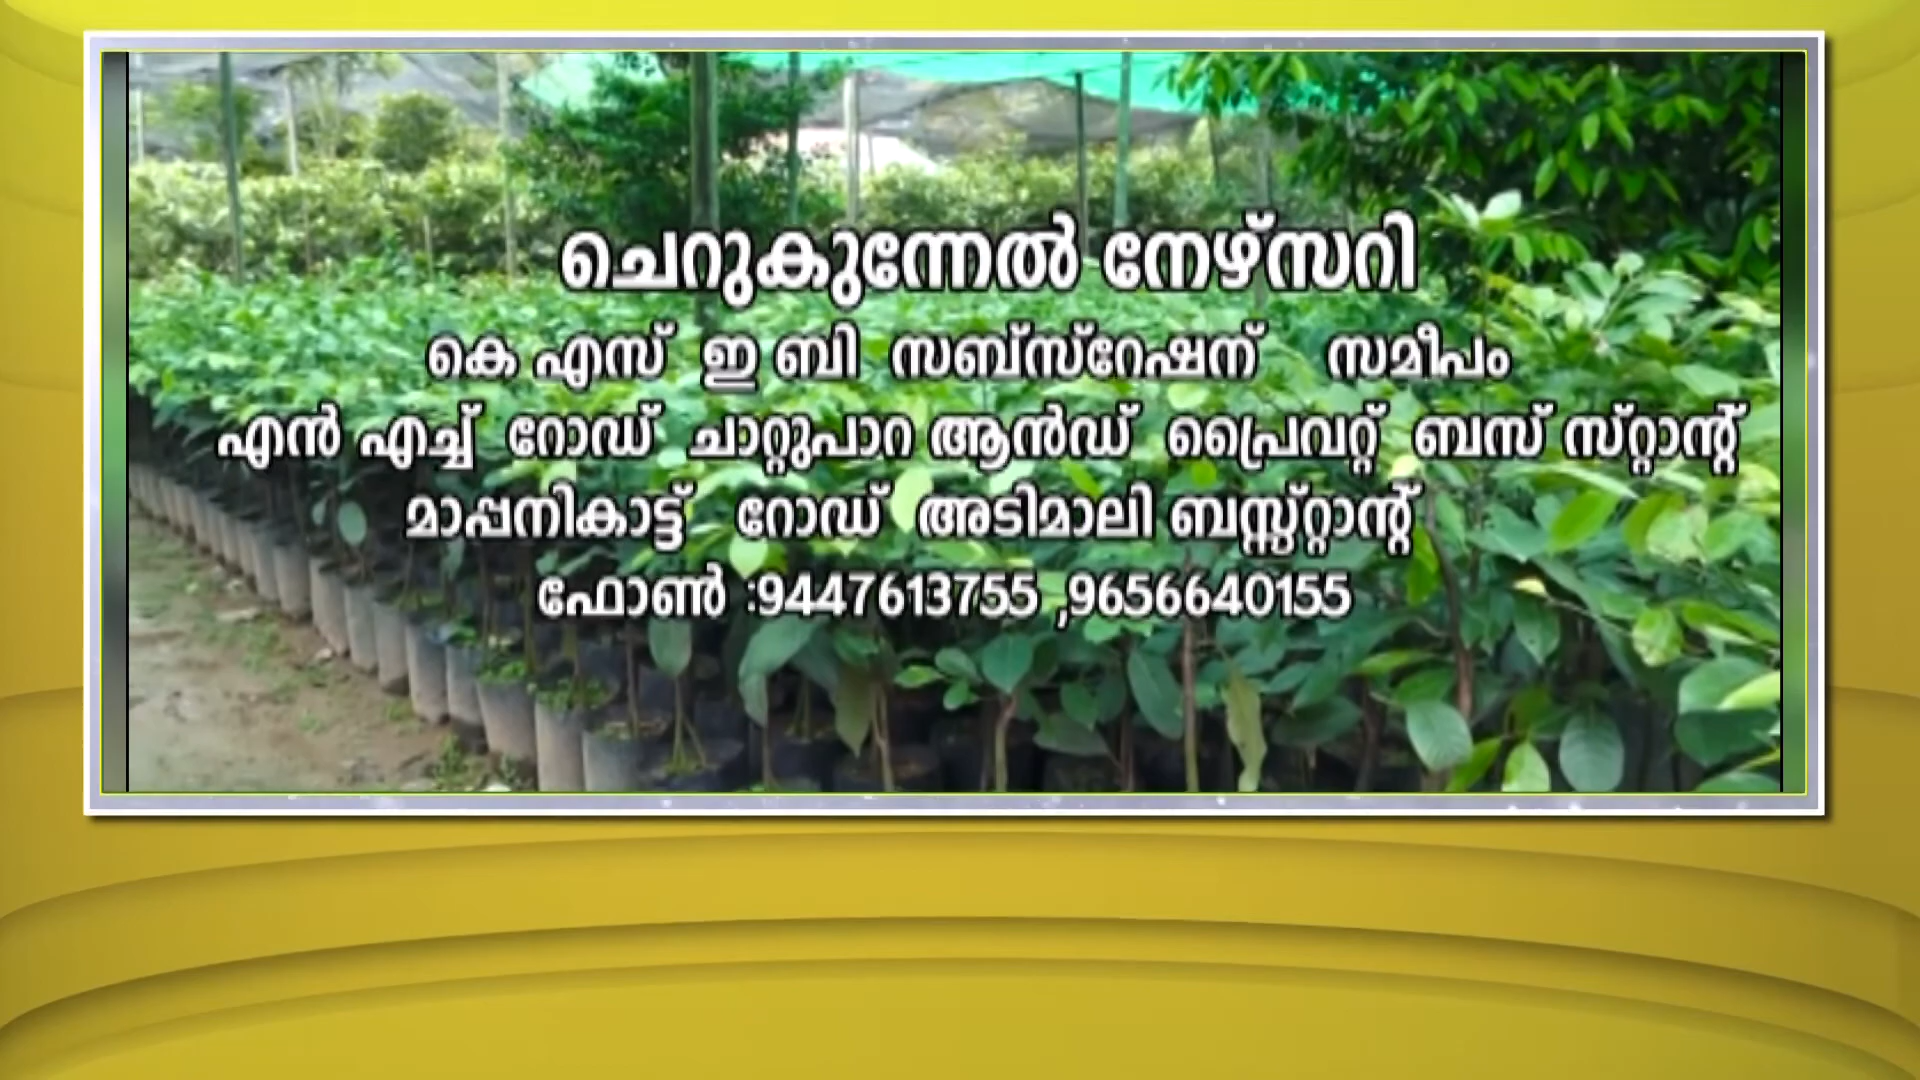 ചെറുകുന്നേൽ നേഴ്സറി
കെ എസ് ഇ ബി സബ്സ്റേഷന് സമീപം
എൻ എച്ച് റോഡ് ചാറ്റുപാറ ആൻഡ് പ്രൈവറ്റ് ബസ് സ്റ്റാന്റ്
മാപ്പനികാട്ട് റോഡ് അടിമാലി ബസ്സ്റ്റാന്റ്
ഫോൺ :9447613755 ,9656640155